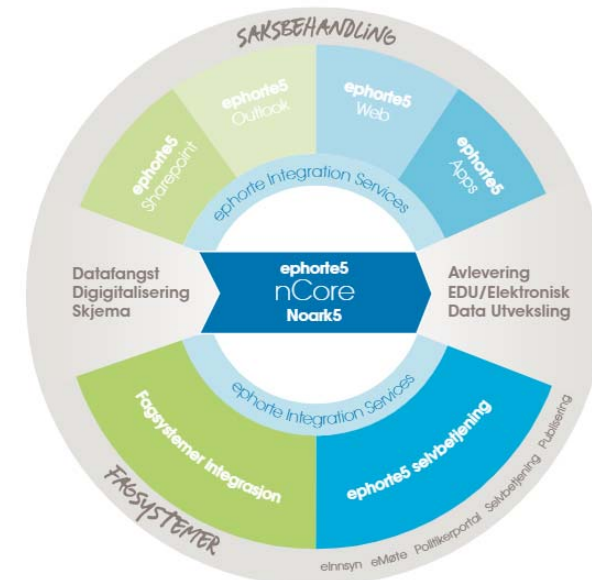 SAKSBEHANDLING
ephorte5
Sharepoint
ephorte5
Outlook
ephorte5
Web
ephorte5
Apps
ephorte Integration Services
Datafangst
Digigitalisering
Skjema
ephorte5
nCore
Noark5
Avlevering
EDU/Elektronisk
Data Utveksling
ephorte Integration Services
Fagsystemer integrasjon
ephorte5 selvbetjening
FAGSYSTEMER
eInnsyn eMøte Politikerportal Selvbetjening Publisering